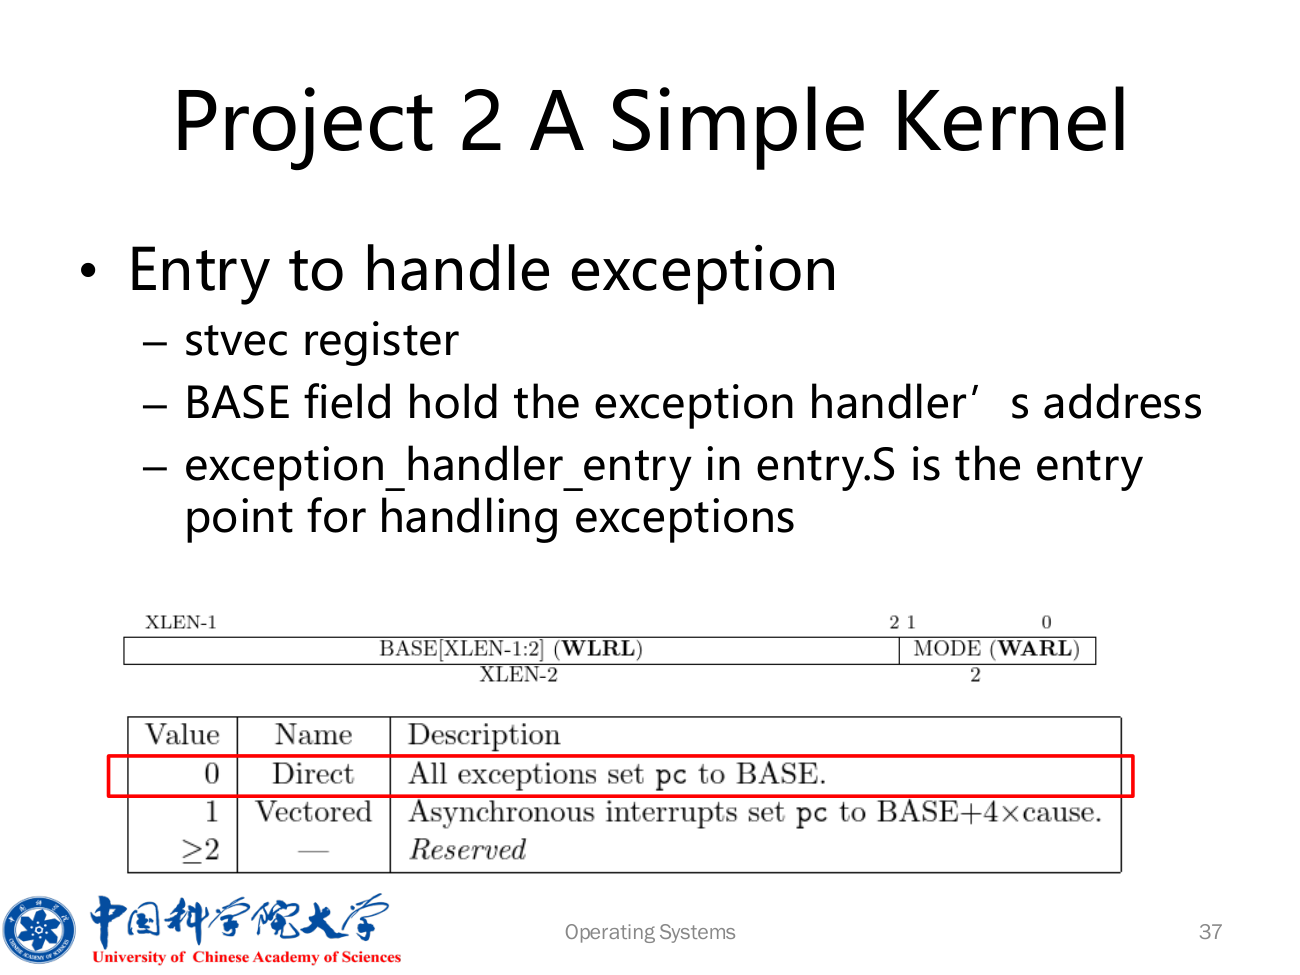 Project 2 A Simple Kernel
• Entry to handle exception
– stvec register
– BASE field hold the exception handler’s address
– exception_handler_entry in entry.S is the entry
point for handling exceptions
XLEN-1 2 1 0
BASE[XLEN-1:2] (WLRL) MODE (WARL)
XLEN-2 2
Value Name Description
0 Direct All exceptions set pc to BASE.
1 Vectored Asynchronous interrupts set pc to BASE+4×cause.
≥2 — Reserved
中国科学院大学
University of Chinese Academy of Sciences
Operating Systems
37